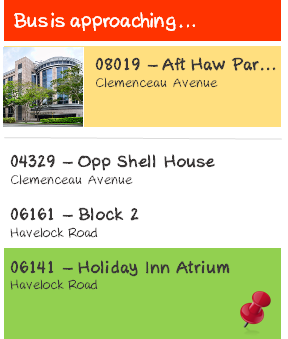 Bus is approaching...
08019 – Aft Haw Par...
Clemenceau Avenue
04329 – Opp Shell House
Clemenceau Avenue
06161 – Block 2
Havelock Road
06141 – Holiday Inn Atrium
Havelock Road